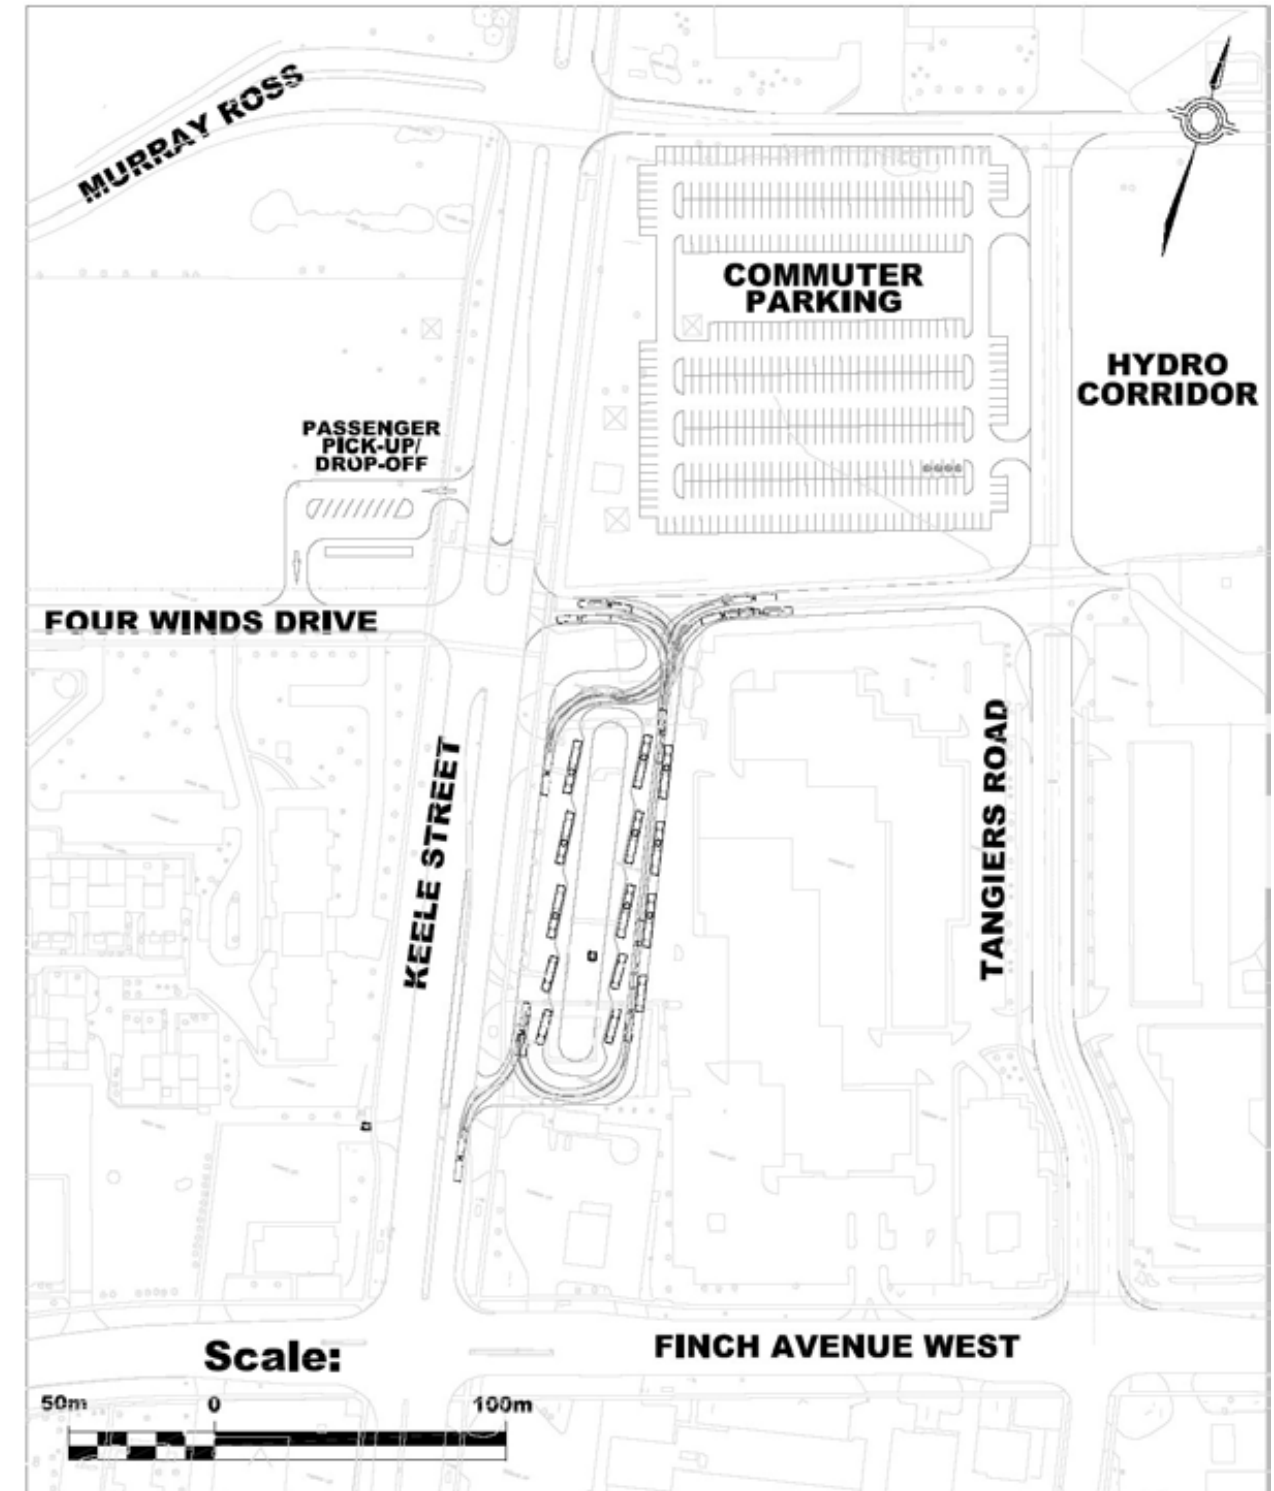 MURRAY ROSS
COMMUTER
PARKING
HYDRO
CORRIDOR
PASSENGER
PICK-UP/
DROP-OFF
FOUR WINDS DRIVE
KEELE STREET
TANGIERS ROAD
FINCH AVENUE WEST
Scale:
50m 0 100m